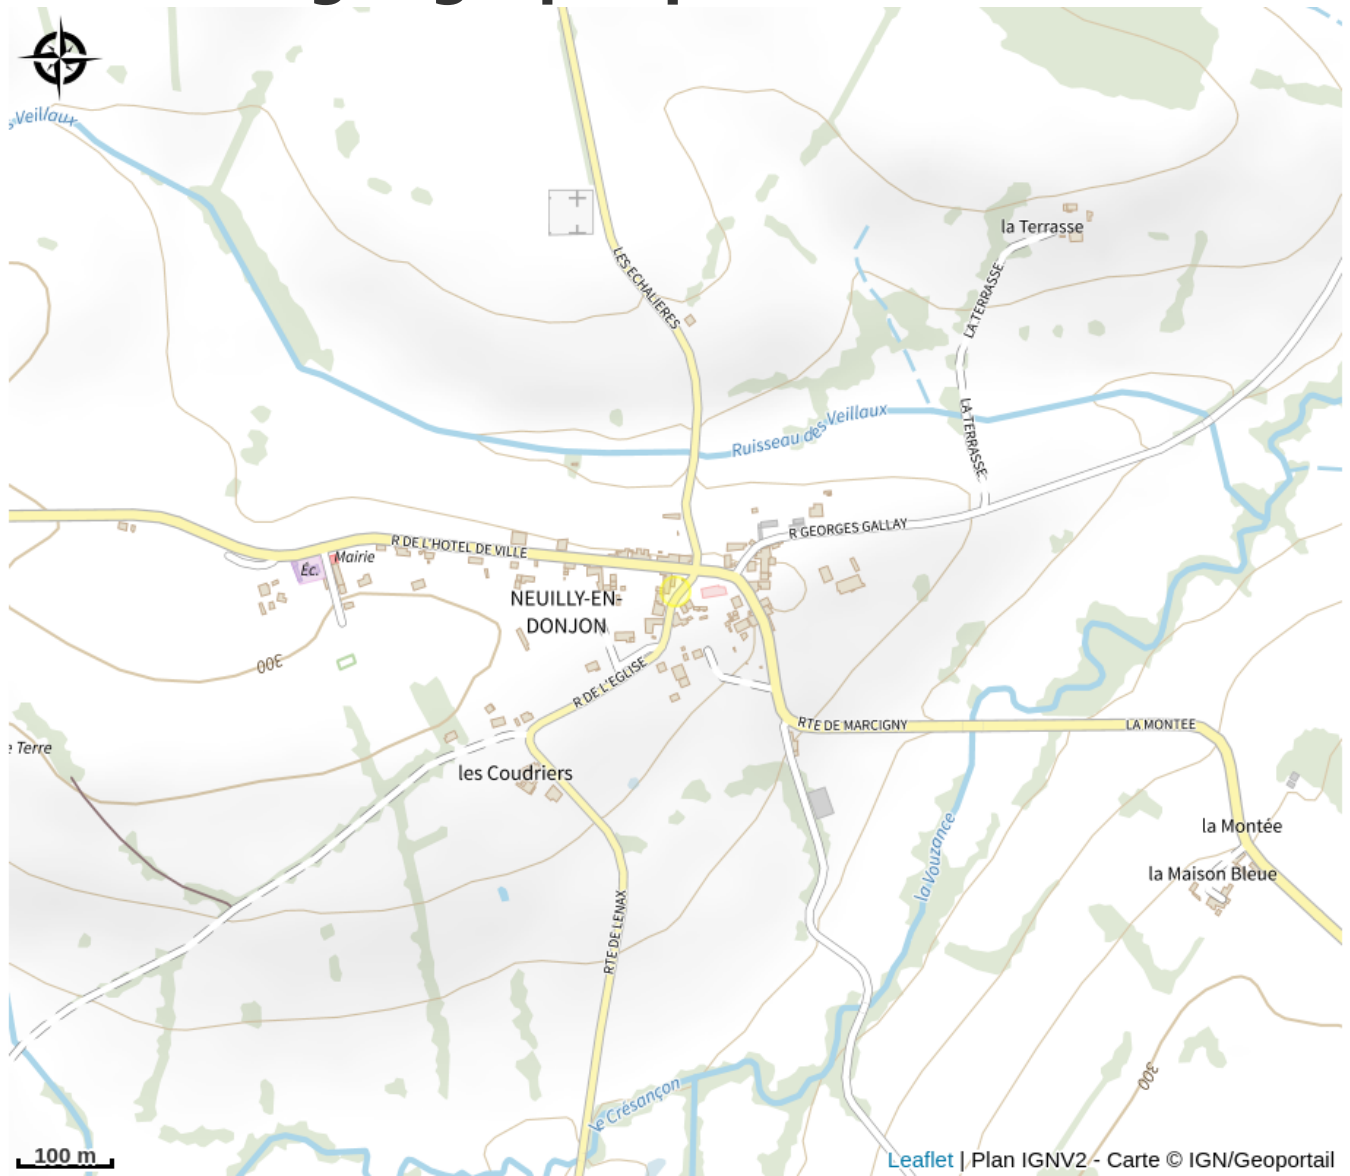 s Veillaux
la Terrasse
LES ECHALIERES
LA TERRASSE
LA TERRASSE
Ruisseau des Veillaux
R GEORGES GALLAY
R DE L'HOTEL DE VILLE
Mairie
Éc.
NEUILLY-EN-
DONJON
300
R DE L'EGLISE
RTE DE MARCIGNY
LA MONTEE
e Terre
les Coudriers
la Montée
la Vouzance
la Maison Bleue
RTE DE LENAX
300
le Crésançon
100 m
Leaflet | Plan IGNV2 - Carte © IGN/Geoportail